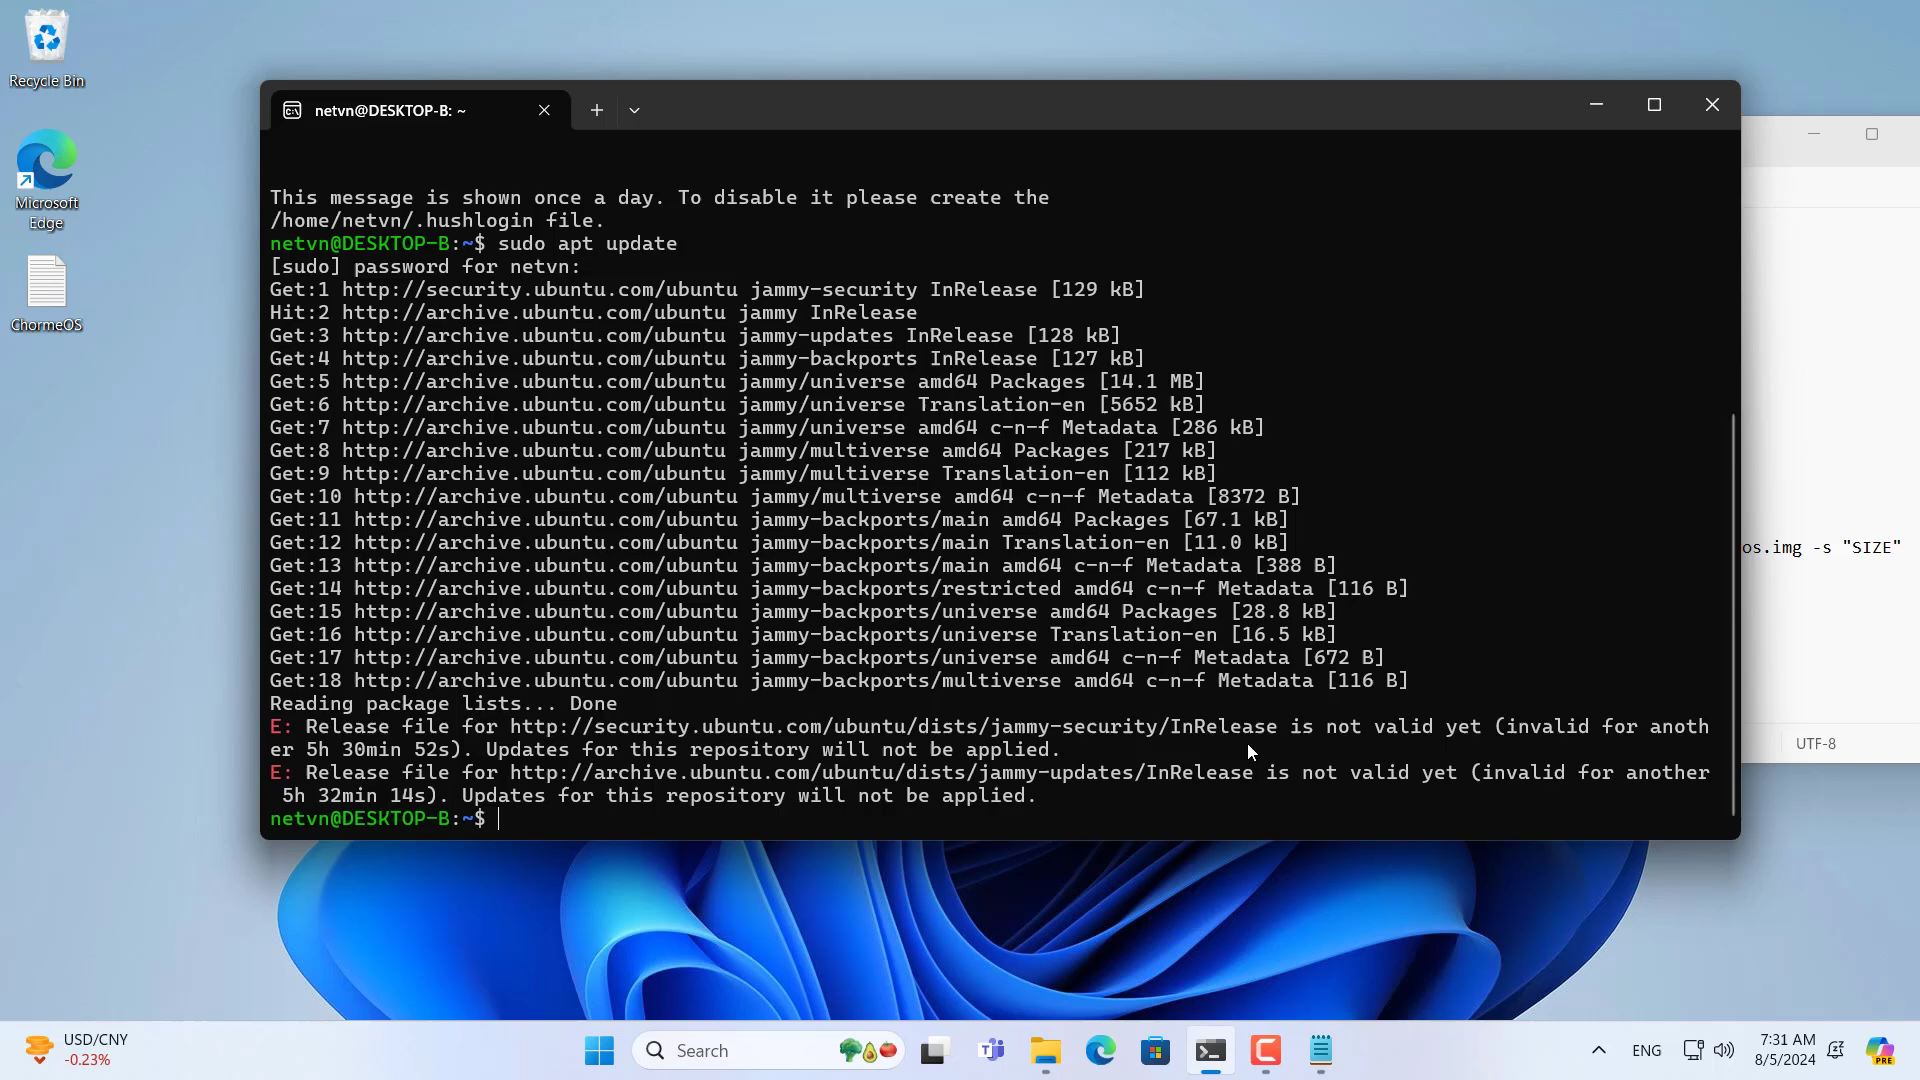 Recycle Bin
Microsoft
Edge
ChormeOS
netvn@DESKTOP-B: ~
This message is shown once a day. To disable it please create the
/home/netvn/.hushlogin file.
netvn@DESKTOP-B:~$ sudo apt update
[sudo] password for netvn:
Get:1 http://security.ubuntu.com/ubuntu jammy-security InRelease [129 kB]
Hit:2 http://archive.ubuntu.com/ubuntu jammy InRelease
Get:3 http://archive.ubuntu.com/ubuntu jammy-updates InRelease [128 kB]
Get:4 http://archive.ubuntu.com/ubuntu jammy-backports InRelease [127 kB]
Get:5 http://archive.ubuntu.com/ubuntu jammy/universe amd64 Packages [14.1 MB]
Get:6 http://archive.ubuntu.com/ubuntu jammy/universe Translation-en [5652 kB]
Get:7 http://archive.ubuntu.com/ubuntu jammy/universe amd64 c-n-f Metadata [286 kB]
Get:8 http://archive.ubuntu.com/ubuntu jammy/multiverse amd64 Packages [217 kB]
Get:9 http://archive.ubuntu.com/ubuntu jammy/multiverse Translation-en [112 kB]
Get:10 http://archive.ubuntu.com/ubuntu jammy/multiverse amd64 c-n-f Metadata [8372 B]
Get:11 http://archive.ubuntu.com/ubuntu jammy-backports/main amd64 Packages [67.1 kB]
Get:12 http://archive.ubuntu.com/ubuntu jammy-backports/main Translation-en [11.0 kB]
Get:13 http://archive.ubuntu.com/ubuntu jammy-backports/main amd64 c-n-f Metadata [388 B]
Get:14 http://archive.ubuntu.com/ubuntu jammy-backports/restricted amd64 c-n-f Metadata [116 B]
Get:15 http://archive.ubuntu.com/ubuntu jammy-backports/universe amd64 Packages [28.8 kB]
Get:16 http://archive.ubuntu.com/ubuntu jammy-backports/universe Translation-en [16.5 kB]
Get:17 http://archive.ubuntu.com/ubuntu jammy-backports/universe amd64 c-n-f Metadata [672 B]
Get:18 http://archive.ubuntu.com/ubuntu jammy-backports/multiverse amd64 c-n-f Metadata [116 B]
Reading package lists... Done
E: Release file for http://security.ubuntu.com/ubuntu/dists/jammy-security/InRelease is not valid yet (invalid for anoth
er 5h 30min 52s). Updates for this repository will not be applied.
E: Release file for http://archive.ubuntu.com/ubuntu/dists/jammy-updates/InRelease is not valid yet (invalid for another
5h 32min 14s). Updates for this repository will not be applied.
netvn@DESKTOP-B:~$
os.img -s "SIZE"
UTF-8
USD/CNY
-0.23%
Search
ENG
7:31 AM
8/5/2024
PRE